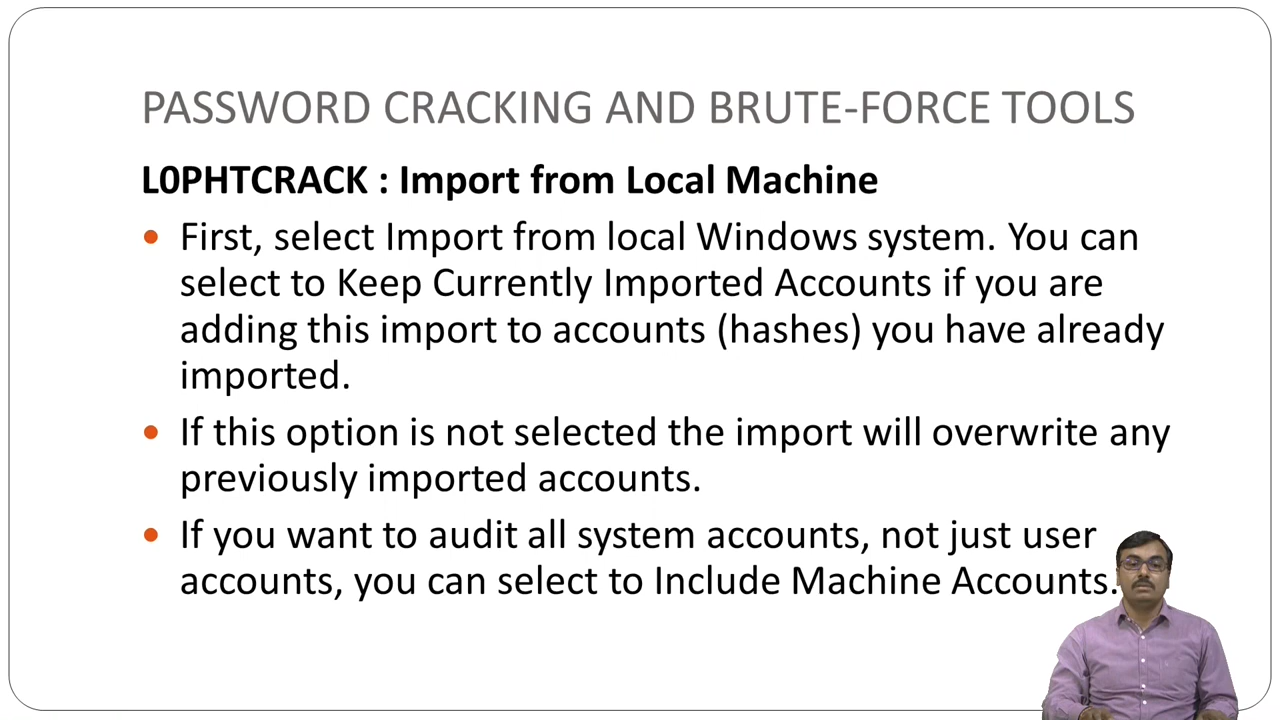 PASSWORD CRACKING AND BRUTE-FORCE TOOLS
L0PHTCRACK : Import from Local Machine
• First, select Import from local Windows system. You can
select to Keep Currently Imported Accounts if you are
adding this import to accounts (hashes) you have already
imported.
• If this option is not selected the import will overwrite any
previously imported accounts.
• If you want to audit all system accounts, not just user
accounts, you can select to Include Machine Accounts.